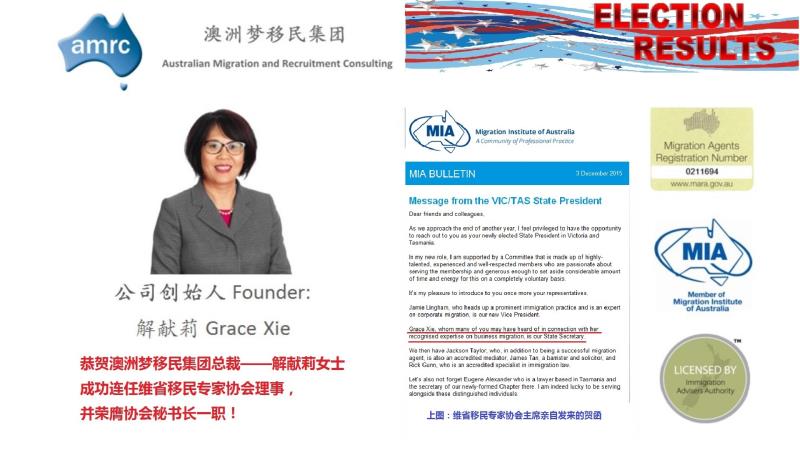 amrc
澳洲梦移民集团
Australian Migration and Recruitment Consulting
ELECTION
RESULTS
公司创始人 Founder:
解献莉 Grace Xie
恭贺澳洲梦移民集团总裁——解献莉女士
成功连任维省移民专家协会理事，
并荣膺协会秘书长一职！
MIA
Migration Institute of Australia
A Community of Professional Practice
MIA BULLETIN
3 December 2015
Message from the VIC/TAS State President
Dear friends and colleagues,
As we approach the end of another year, I feel privileged to have the opportunity
to reach out to you as your newly elected State President in Victoria and
Tasmania.
In my new role, I am supported by a Committee that is made up of highly-
talented, experienced and well-respected members who are passionate about
serving the membership and generous enough to set aside considerable amount
of time and energy for this on a completely voluntary basis.
It's my pleasure to introduce to you once more your representatives.
Jamie Lingham, who heads up a prominent immigration practice and is an expert
on corporate migration, is our new Vice President.
Grace Xie, whom many of you may have heard of in connection with her
recognised expertise on business migration, is our State Secretary.
We then have Jackson Taylor, who, in addition to being a successful migration
agent, is also an accredited mediator, James Tan, a barrister and solicitor, and
Rick Gunn, who is an accredited specialist in immigration law.
Let's also not forget Eugene Alexander who is a lawyer based in Tasmania and
the secretary of our newly-formed Chapter there. I am indeed lucky to be serving
alongside these distinguished individuals.
上图：维省移民专家协会主席亲自发来的贺函
Migration Agents
Registration Number
0211694
www.mara.gov.au
MIA
Member of
Migration Institute
of Australia
TM
LICENSED BY
Immigration
Advisers Authority